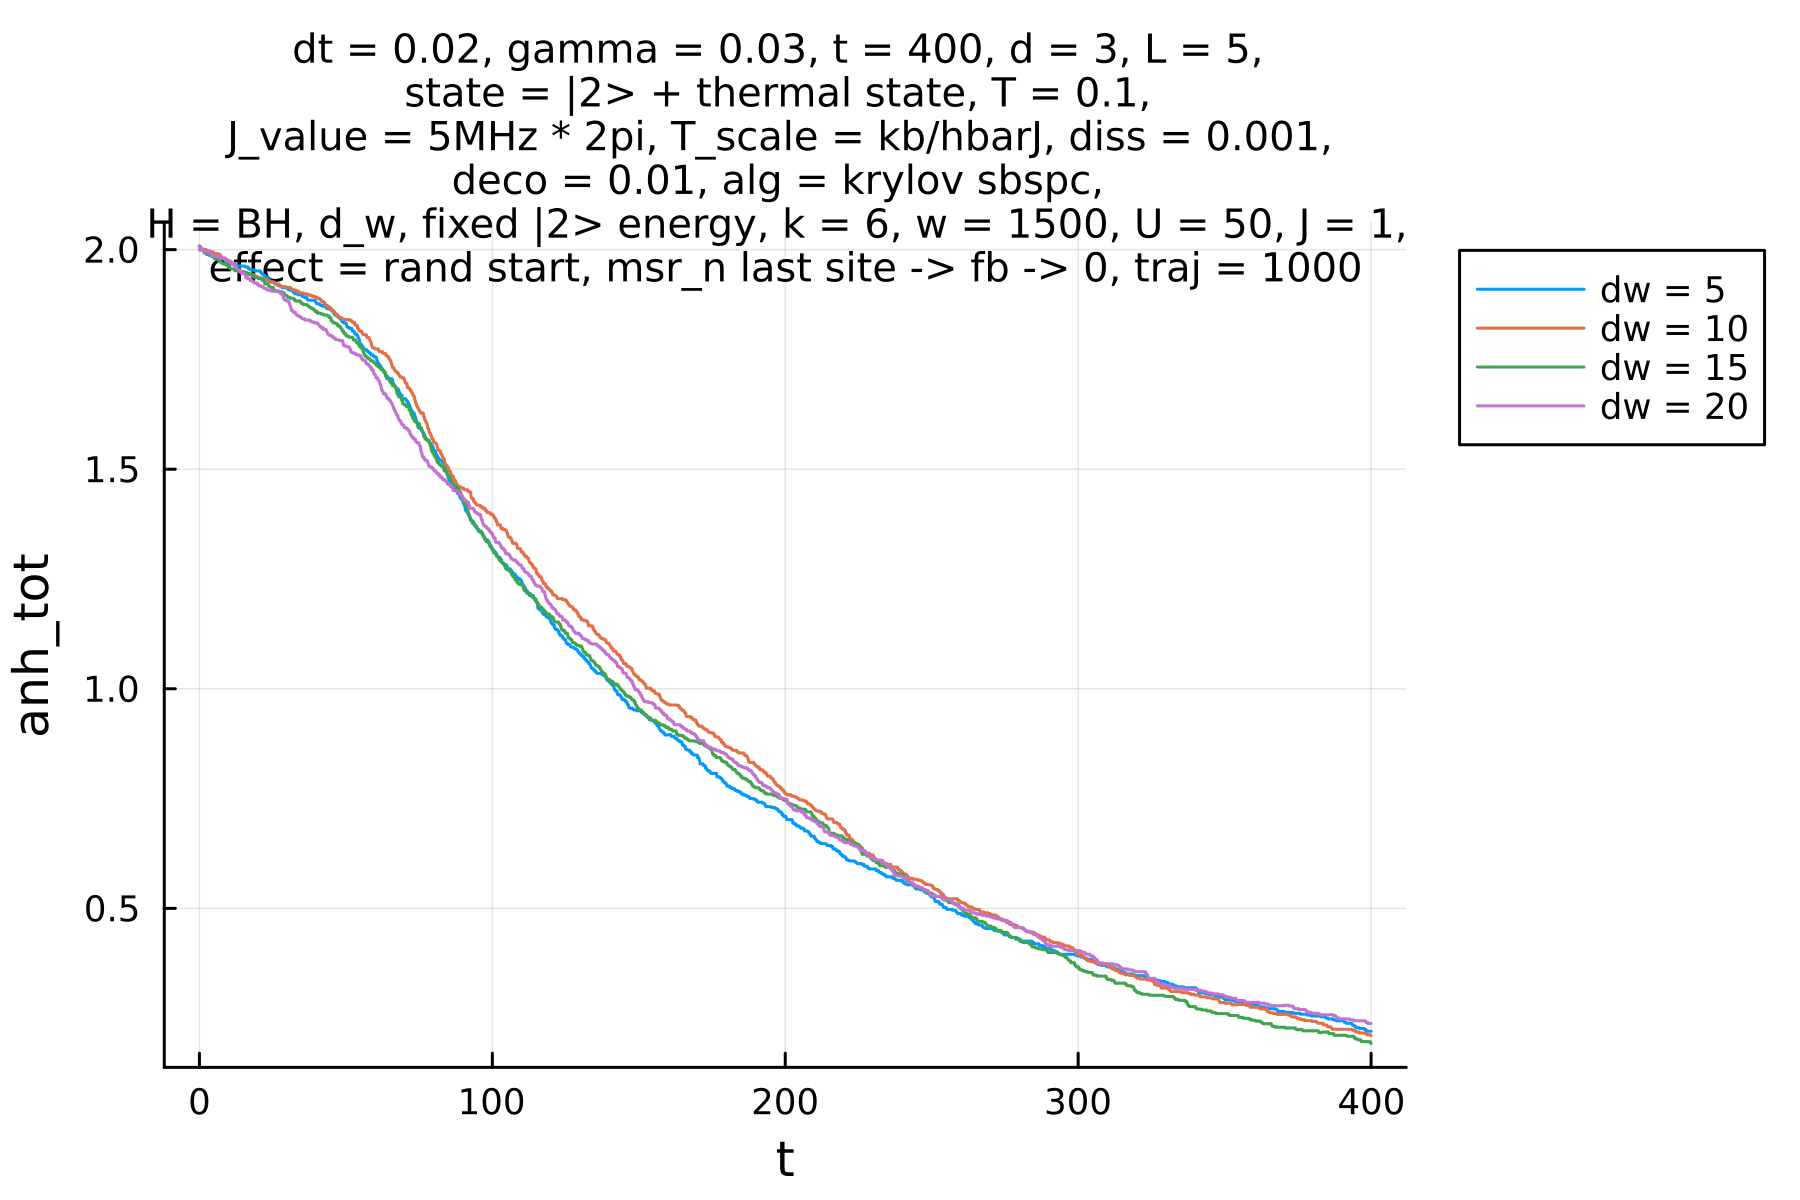 dt = 0.02, gamma = 0.03, t = 400, d = 3, L = 5,
state = |2> + thermal state, T = 0.1,
J_value = 5MHz * 2pi, T_scale = kb/hbarJ, diss = 0.001,
deco = 0.01, alg = krylov sbspc,
H = BH, d_w, fixed |2> energy, k = 6, w = 1500, U = 50, J = 1,
effect = rand start, msr_n last site -> fb -> 0, traj = 1000
2.0
1.5
1.0
0.5
anh_tot
0 100 200 300 400
t
dw = 5
dw = 10
dw = 15
dw = 20